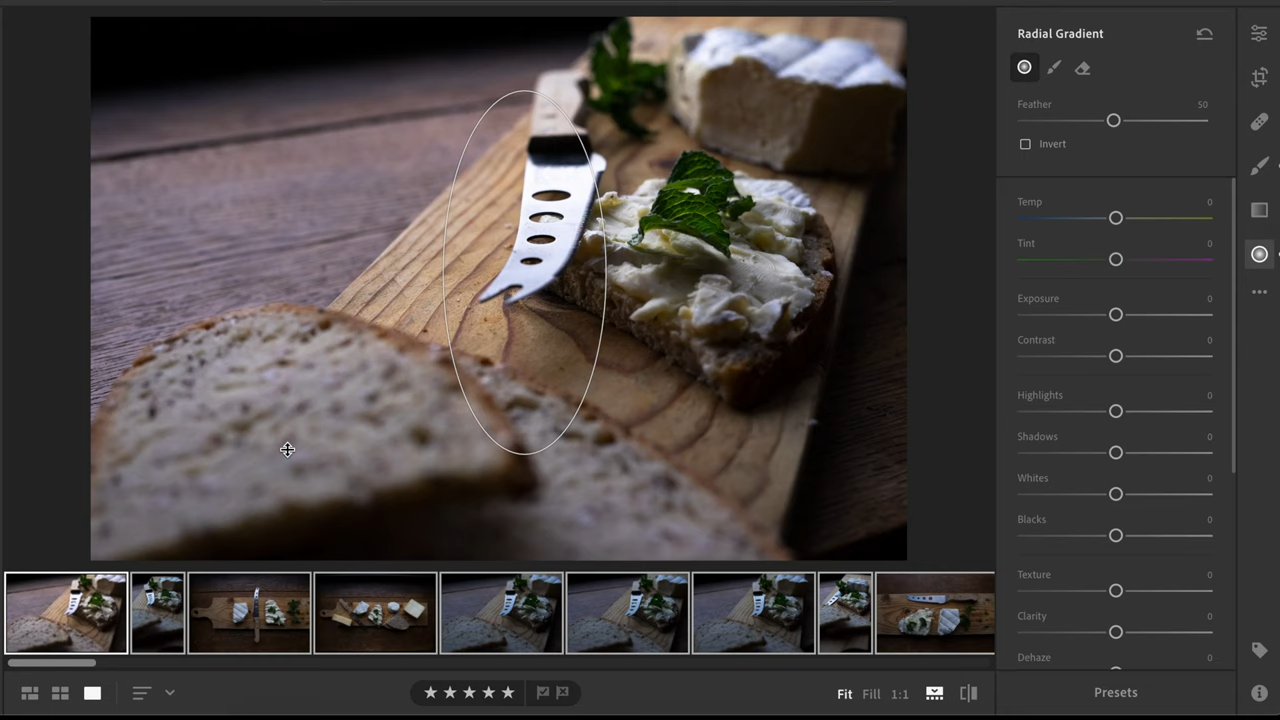 Radial Gradient
Feather 50
Invert
Temp 0
Tint 0
Exposure 0
Contrast 0
Highlights 0
Shadows 0
Whites 0
Blacks 0
Texture 0
Clarity 0
Dehaze
Fit Fill 1:1
Presets